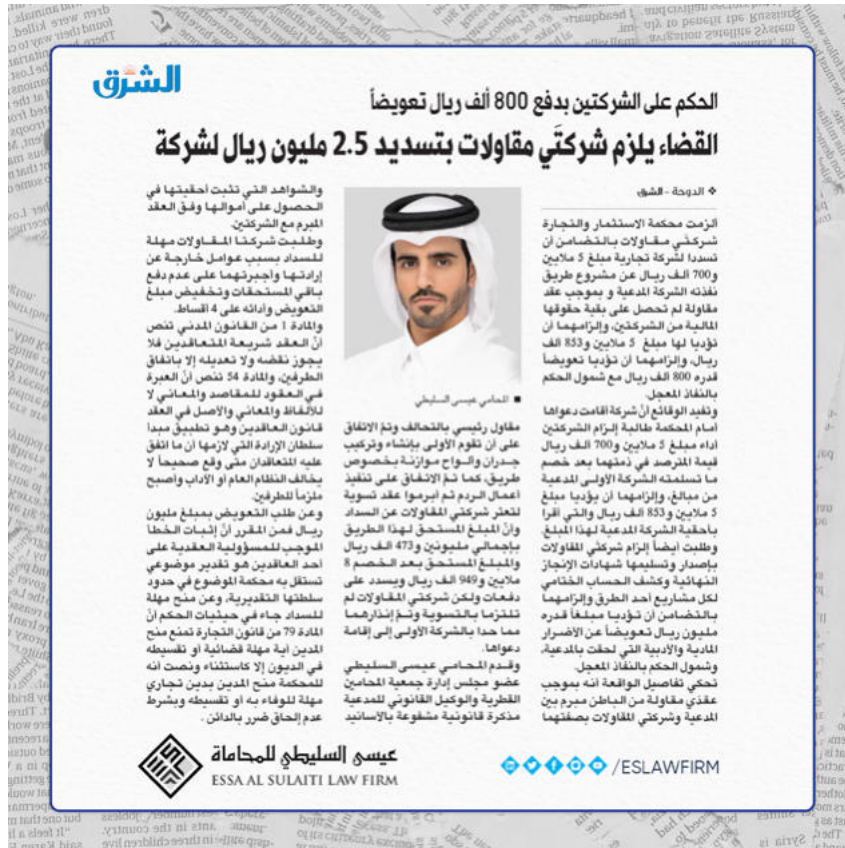 الشرق
الحكم على الشركتين بدفع 800 ألف ريال تعويضاً
القضاء يلزم شركتَي مقاولات بتسديد 2.5 مليون ريال لشركة
الدوحة - الشرق
ألزمت محكمة الاستثمار والتجارة
شركتي مقاولات بالتضامن أن
تسددا لشركة تجارية مبلغ 5 ملايين
و700 ألف ريال عن مشروع طريق
نفذته الشركة المدعية و بموجب عقد
مقاولة لم تحصل على بقية حقوقها
المالية من الشركتين، وإلزامهما أن
تؤديا لها مبلغ 5 ملايين و853 ألف
ريال، وإلزامهما أن تؤديا تعويضاً
قدره 800 ألف ريال مع شمول الحكم
بالنفاذ المعجل.
وتفيد الوقائع أنّ شركة أقامت دعواها
أمام المحكمة طالبة إلزام الشركتين
أداء مبلغ 5 ملايين و700 ألف ريال
قيمة المترصد في ذمتهما بعد خصم
ما تسلمته الشركة الأولى المدعية
من مبالغ، وإلزامهما أن يؤديا مبلغ
5 ملايين و853 ألف ريال والتي أقرا
بأحقية الشركة المدعية لهذا المبلغ.
وطلبت أيضاً إلزام شركتي المقاولات
بإصدار وتسليمها شهادات الإنجاز
النهائية وكشف الحساب الختامي
لكل مشاريع أحد الطرق وإلزامهما
بالتضامن أن تؤديا مبلغاً قدره
مليون ريال تعويضاً عن الأضرار
المادية والأدبية التي لحقت بالمدعية،
وشمول الحكم بالنفاذ المعجل.
تحكي تفاصيل الواقعة أنه بموجب
عقدي مقاولة من الباطن مبرم بين
المدعية وشركتي المقاولات بصفتهما
المحامي عيسى السليطي
مقاول رئيسي بالتحالف وتمّ الاتفاق
على أن تقوم الأولى بإنشاء وتركيب
جدران وألواح موازنة بخصوص
طريق، كما تمّ الاتفاق على تنفيذ
أعمال الردم ثم أبرموا عقد تسوية
لتعثر شركتي المقاولات عن السداد
وأنّ المبلغ المستحق لهذا الطريق
بإجمالي مليونين و473 ألف ريال
والمبلغ المستحق بعد الخصم 8
ملايين و949 ألف ريال ويسدد على
دفعات ولكن شركتي المقاولات لم
تلتزما بالتسوية وتمّ إنذارهما
مما حدا بالشركة الأولى إلى إقامة
دعواها.
وقدم المحامي عيسى السليطي
عضو مجلس إدارة جمعية المحامين
القطرية والوكيل القانوني للمدعية
مذكرة قانونية مشفوعة بالأسانيد
والشواهد التي تثبت أحقيتها في
الحصول على أموالها وفق العقد
المبرم مع الشركتين.
وطلبت شركتا المقاولات مهلة
للسداد بسبب عوامل خارجة عن
إرادتها وأجبرتهما على عدم دفع
باقي المستحقات وتخفيض مبلغ
التعويض وأدائه على 4 أقساط.
والمادة 1 من القانون المدني تنص
أنّ العقد شريعة المتعاقدين فلا
يجوز نقضه ولا تعديله إلا باتفاق
الطرفين، والمادة 54 تنص أنّ العبرة
في العقود للمقاصد والمعاني لا
للألفاظ والمعاني والأصل في العقد
قانون العاقدين وهو تطبيق مبدأ
سلطان الإرادة التي لازمها أن ما اتفق
عليه المتعاقدان متى وقع صحيحاً لا
يخالف النظام العام أو الآداب وأصبح
ملزماً للطرفين.
وعن طلب التعويض بمبلغ مليون
ريال فمن المقرر أنّ إثبات الخطأ
الموجب للمسؤولية العقدية على
أحد العاقدين هو تقدير موضوعي
تستقل به محكمة الموضوع في حدود
سلطتها التقديرية، وعن منح مهلة
للسداد جاء في حيثيات الحكم أنّ
المادة 79 من قانون التجارة تمنع منح
المدين أية مهلة قضائية أو تقسيطه
في الديون إلا كاستثناء ونصت أنه
للمحكمة منح المدين بدين تجاري
مهلة للوفاء به أو تقسيطه وبشرط
عدم إلحاق ضرر بالدائن.
عيسى السليطي للمحاماة
ESSA AL SULAITI LAW FIRM
/ESLAWFIRM